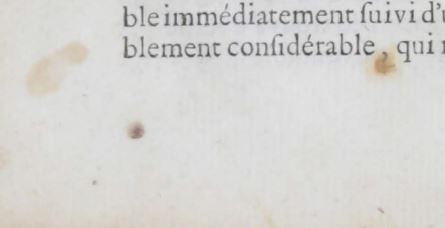 ble immédiatement ſuivi d'
blement conſidérable, qui